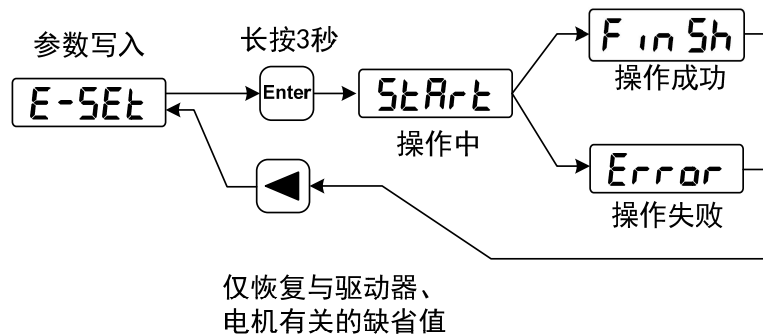 参数写入
E-SEt
长按3秒
Enter
StArt
操作中
FinSh
操作成功
Error
操作失败
仅恢复与驱动器、
电机有关的缺省值